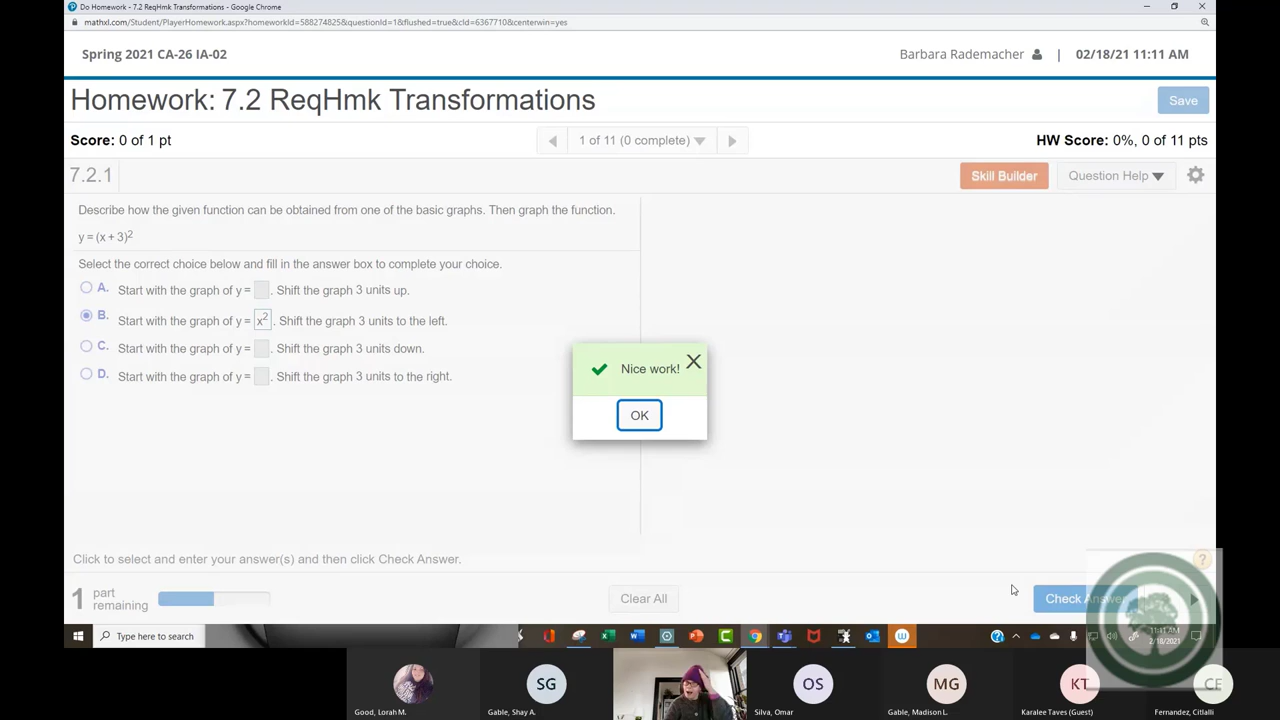 Do Homework - 7.2 ReqHmk Transformations - Google Chrome
mathxl.com/Student/PlayerHomework.aspx?homeworkId=588274825&questionId=1&flushed=true&cId=6367710&centerwin=yes
Spring 2021 CA-26 IA-02
Barbara Rademacher | 02/18/21 11:11 AM
Homework: 7.2 ReqHmk Transformations
Save
Score: 0 of 1 pt
1 of 11 (0 complete)
HW Score: 0%, 0 of 11 pts
7.2.1
Skill Builder
Question Help
Describe how the given function can be obtained from one of the basic graphs. Then graph the function.
y = (x + 3)²
Select the correct choice below and fill in the answer box to complete your choice.
A. Start with the graph of y = . Shift the graph 3 units up.
B. Start with the graph of y = x² . Shift the graph 3 units to the left.
C. Start with the graph of y = . Shift the graph 3 units down.
D. Start with the graph of y = . Shift the graph 3 units to the right.
Nice work!
OK
Click to select and enter your answer(s) and then click Check Answer.
?
1 part remaining
Clear All
Check Answer
Type here to search
11:11 AM
2/18/2021
SG
OS
MG
KT
CF
Good, Lorah M.
Gable, Shay A.
Silva, Omar
Gable, Madison L.
Karalee Taves (Guest)
Fernandez, Citlalli